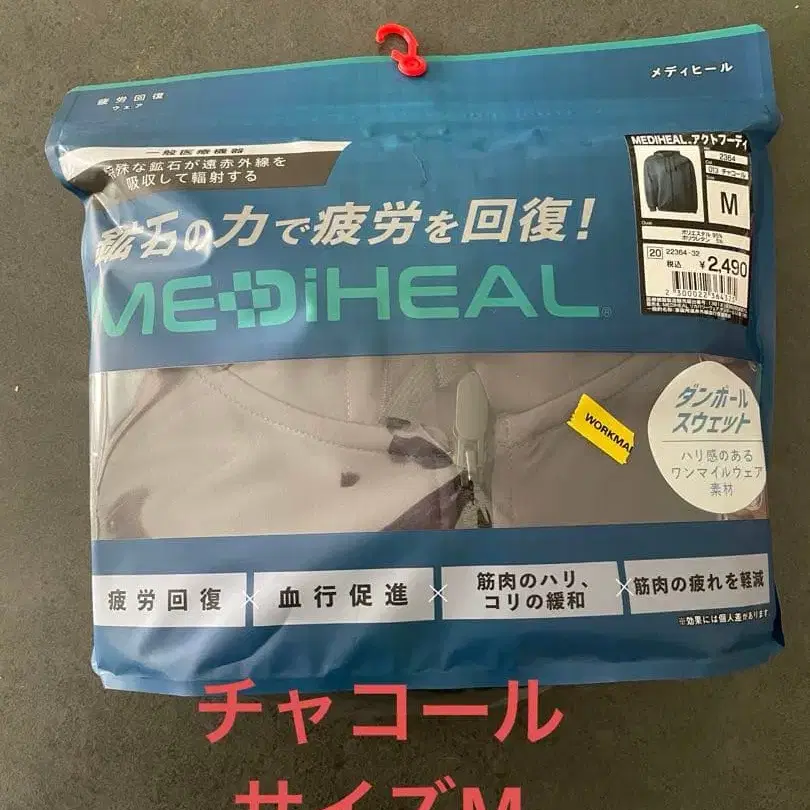 疲労回復
ウェア
メディヒール
一般医療機器
特殊な鉱石が遠赤外線を
吸収して輻射する
鉱石の力で疲労を回復!
MEDiHEAL®
MEDIHEAL.アクトフーディ
2364
013 チャコール
M
ポリエステル 95%
ポリウレタン 5%
20 22364-32
税込 ¥2,490
ダンボール
スウェット
ハリ感のある
ワンマイルウェア
素材
WORKMA
疲労回復 × 血行促進 × 筋肉のハリ、
コリの緩和 × 筋肉の疲れを軽減
※効果には個人差があります
チャコール
サイズM